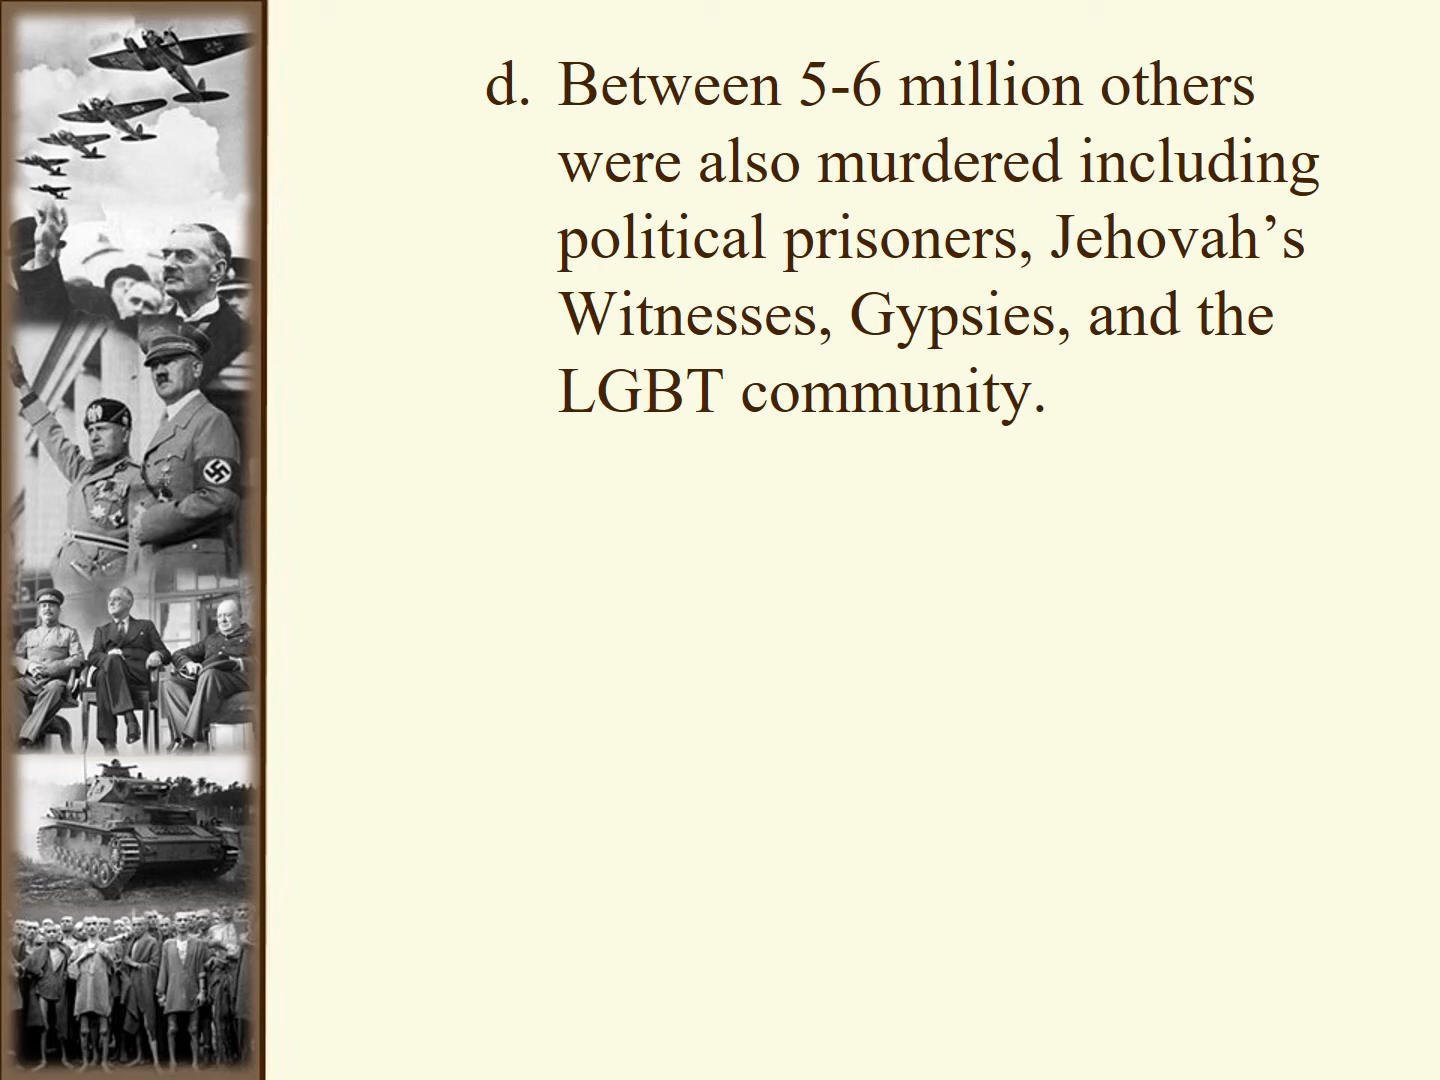 d. Between 5-6 million others
were also murdered including
political prisoners, Jehovah’s
Witnesses, Gypsies, and the
LGBT community.